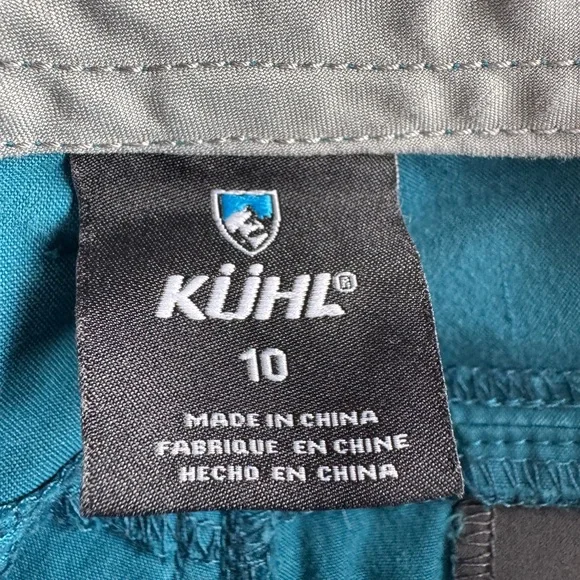 KÜHL®
10
MADE IN CHINA
FABRIQUE EN CHINE
HECHO EN CHINA